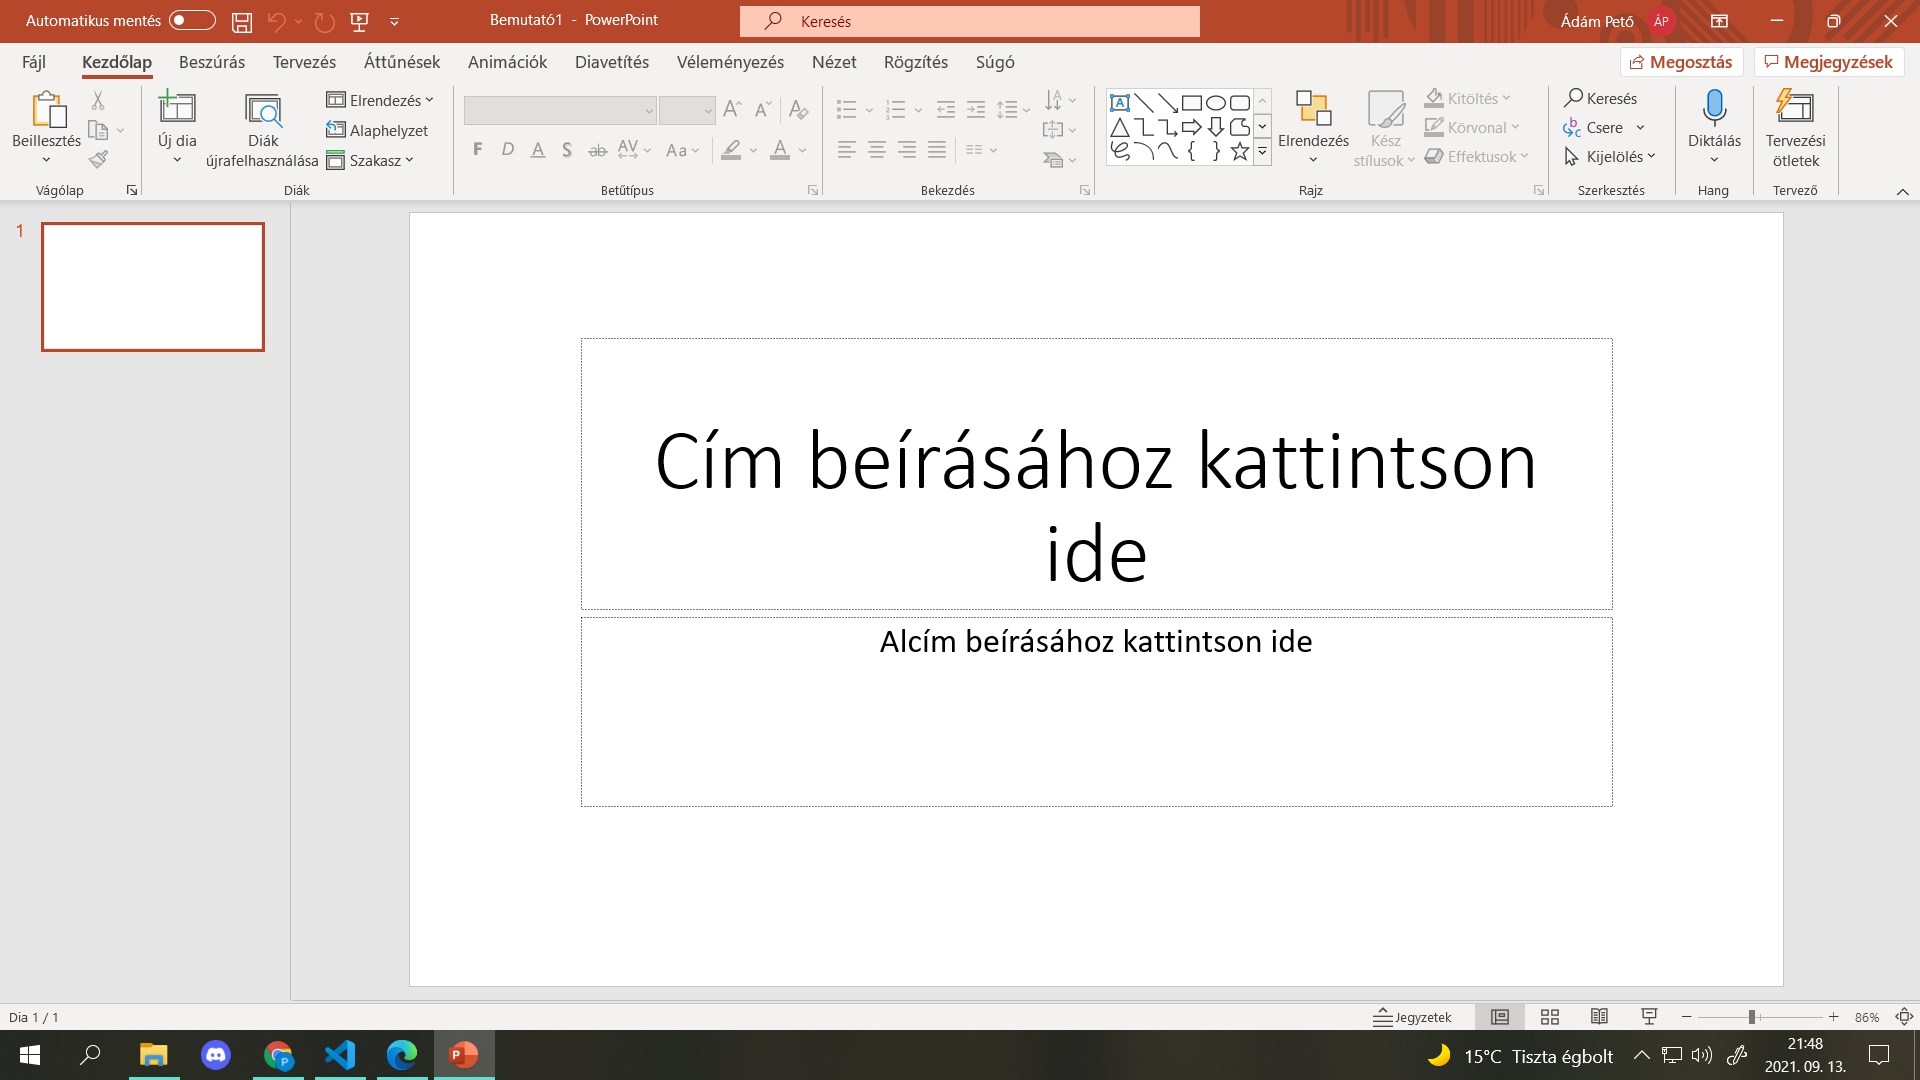 Automatikus mentés
Bemutató1 - PowerPoint
Keresés
Ádám Pető ÁP
Fájl Kezdőlap Beszúrás Tervezés Áttűnések Animációk Diavetítés Véleményezés Nézet Rögzítés Súgó
Megosztás Megjegyzések
Beillesztés
Vágólap
Új dia
Diák
újrafelhasználása
Elrendezés
Alaphelyzet
Szakasz
Diák
F D A S ab AV Aa A
Betűtípus
Bekezdés
Elrendezés
Kész
stílusok
Kitöltés
Körvonal
Effektusok
Rajz
Keresés
Csere
Kijelölés
Szerkesztés
Diktálás
Hang
Tervezési
ötletek
Tervező
1
Cím beírásához kattintson
ide
Alcím beírásához kattintson ide
Dia 1 / 1
Jegyzetek
86%
15°C Tiszta égbolt
21:48
2021. 09. 13.